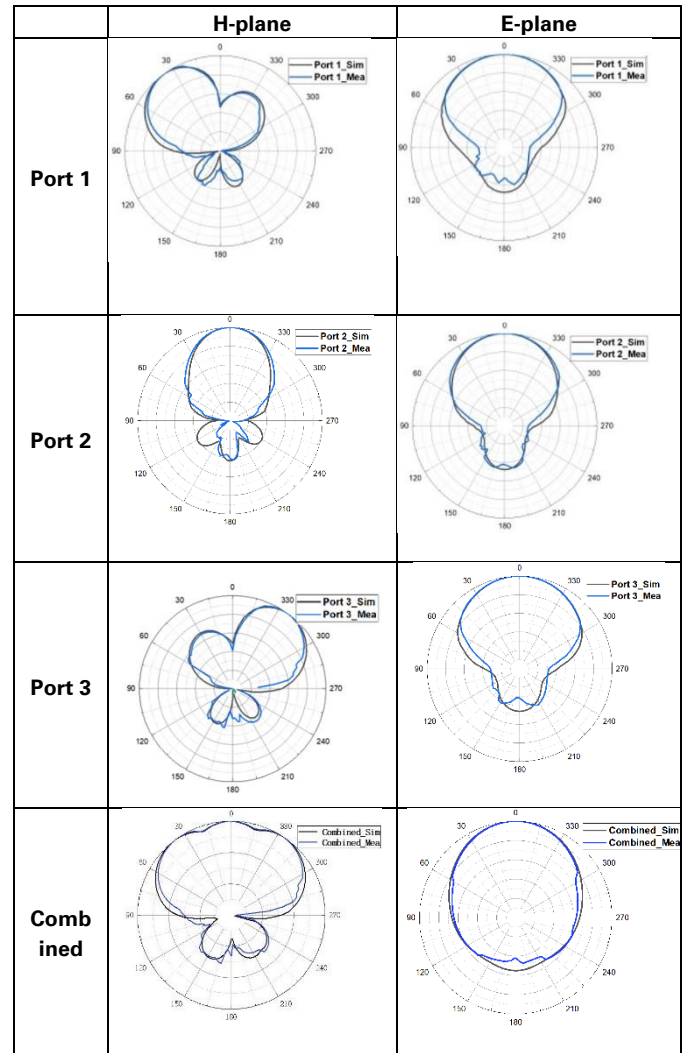 H-plane E-plane
Port 1
0
30 330
Port 1_Sim
Port 1_Mea
60 300
90 270
120 240
150 210
180
0
30 330
Port 1_Sim
Port 1_Mea
60 300
90 270
120 240
150 210
180
Port 2
0
30 330
Port 2_Sim
Port 2_Mea
60 300
90 270
120 240
150 210
180
0
30 330
Port 2_Sim
Port 2_Mea
60 300
90 270
120 240
150 210
180
Port 3
0
30 330
Port 3_Sim
Port 3_Mea
60 300
90 270
120 240
150 210
180
0
30 330
Port 3_Sim
Port 3_Mea
60 300
90 270
120 240
150 210
180
Comb
ined
0
30 330
Combined_Sim
Combined_Mea
60 300
90 270
120 240
150 210
180
0
30 330
Combined_Sim
Combined_Mea
60 300
90 270
120 240
150 210
180